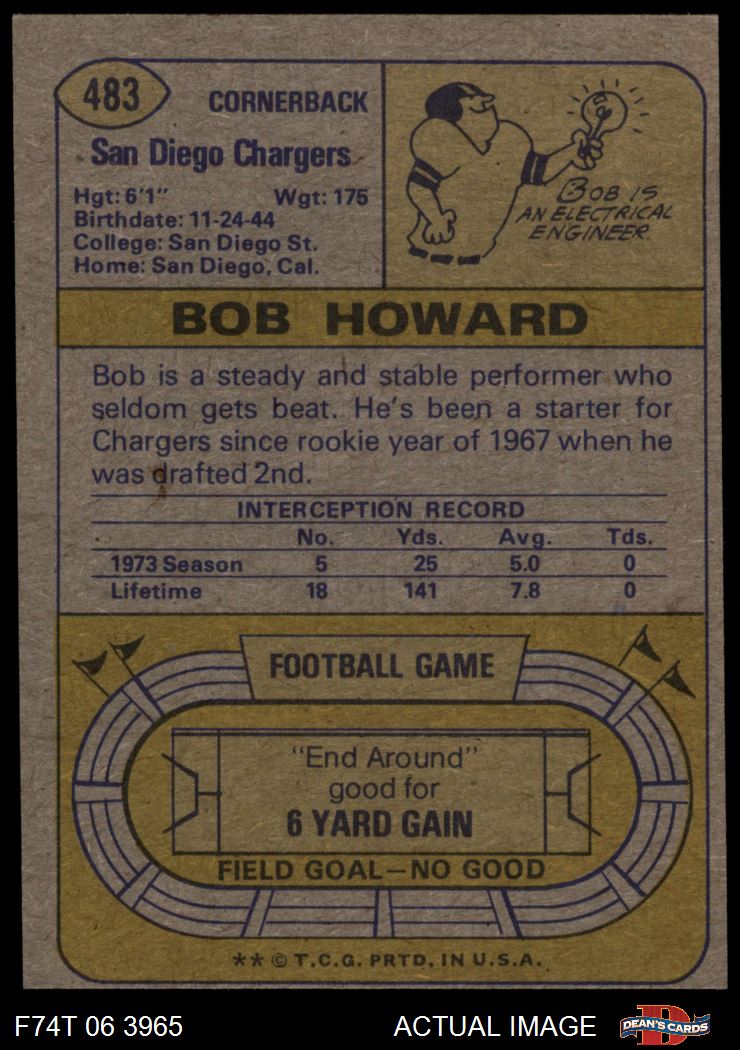 483
CORNERBACK
San Diego Chargers
Hgt: 6'1" Wgt: 175
Birthdate: 11-24-44
College: San Diego St.
Home: San Diego, Cal.
BOB IS
AN ELECTRICAL
ENGINEER.
BOB HOWARD
Bob is a steady and stable performer who
seldom gets beat. He's been a starter for
Chargers since rookie year of 1967 when he
was drafted 2nd.
INTERCEPTION RECORD
No. Yds. Avg. Tds.
1973 Season 5 25 5.0 0
Lifetime 18 141 7.8 0
FOOTBALL GAME
"End Around"
good for
6 YARD GAIN
FIELD GOAL—NO GOOD
** © T.C.G. PRTD. IN U.S.A.
F74T 06 3965 ACTUAL IMAGE
D
DEAN'S CARDS